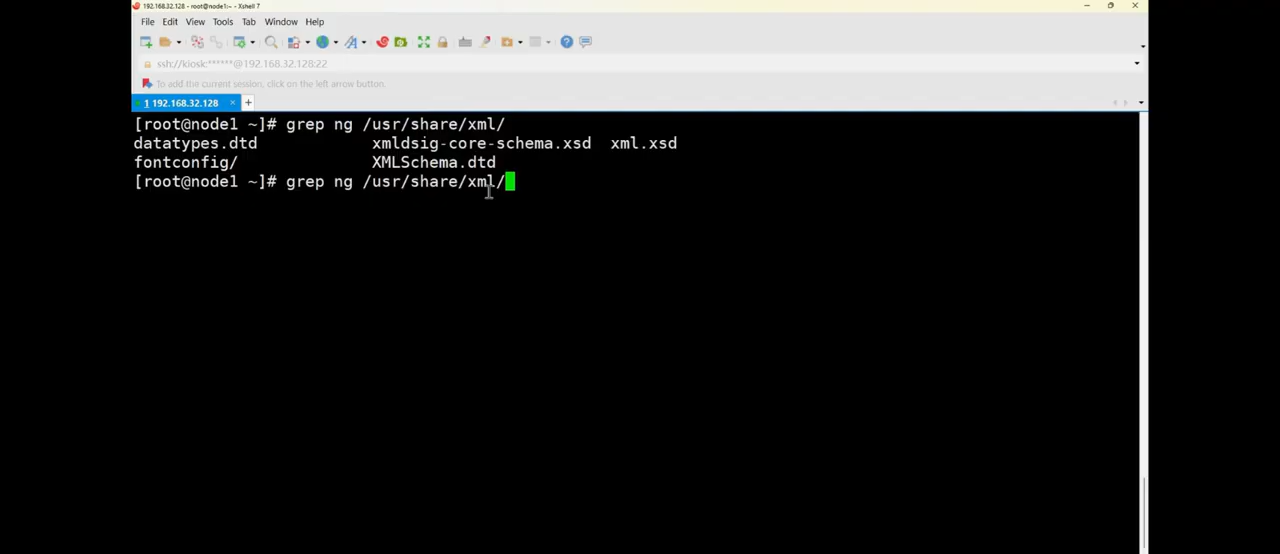 192.168.32.128 - root@node1:~ - Xshell 7
File Edit View Tools Tab Window Help
ssh://kiosk:******@192.168.32.128:22
To add the current session, click on the left arrow button.
1 192.168.32.128
[root@node1 ~]# grep ng /usr/share/xml/
datatypes.dtd xmldsig-core-schema.xsd xml.xsd
fontconfig/ XMLSchema.dtd
[root@node1 ~]# grep ng /usr/share/xml/